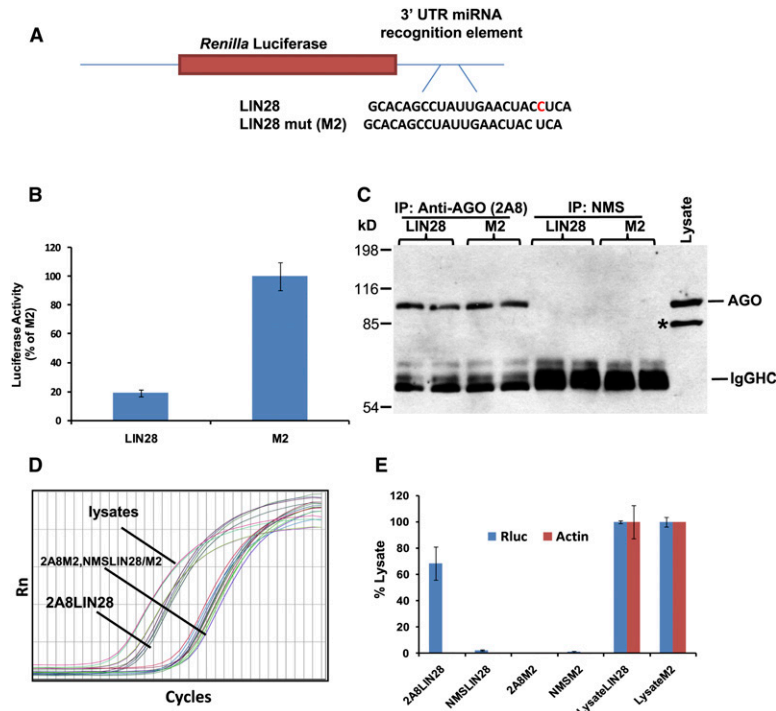 A
3' UTR miRNA
recognition element
Renilla Luciferase
LIN28 GCACAGCCUAUUGAACUACCUCA
LIN28 mut (M2) GCACAGCCUAUUGAACUAC UCA
B
Luciferase Activity
(% of M2)
120
100
80
60
40
20
0
LIN28 M2
C
IP: Anti-AGO (2A8) IP: NMS Lysate
kD LIN28 M2 LIN28 M2
198
116
AGO
85
*
IgGHC
54
D
Rn
lysates
2A8M2,NMSLIN28/M2
2A8LIN28
Cycles
E
% Lysate
120
100
80
60
40
20
0
Rluc Actin
2A8LIN28
NMSLIN28
2A8M2
NMSM2
LysateLIN28
LysateM2